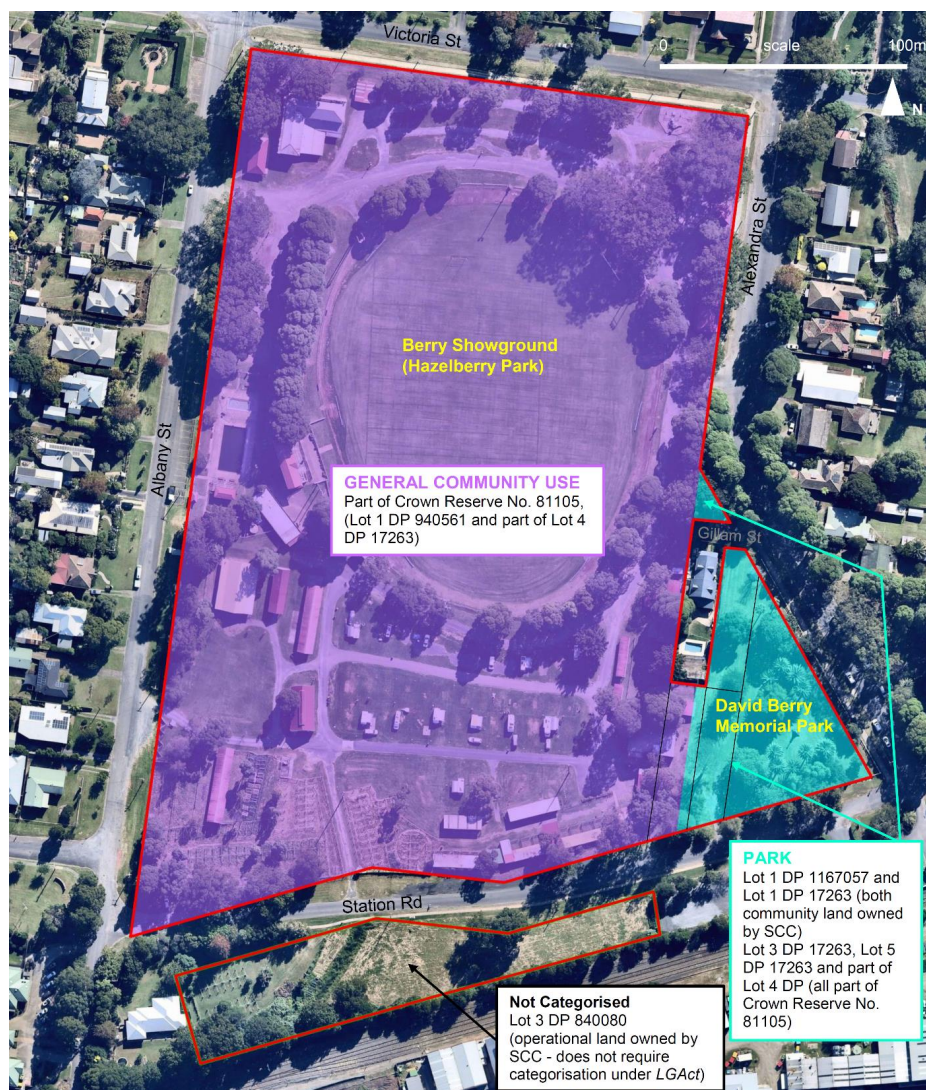 Victoria St
0 scale 100m
N
Alexandra St
Berry Showground
(Hazelberry Park)
Albany St
GENERAL COMMUNITY USE
Part of Crown Reserve No. 81105,
(Lot 1 DP 940561 and part of Lot 4
DP 17263)
Gillam St
David Berry
Memorial Park
PARK
Lot 1 DP 1167057 and
Lot 1 DP 17263 (both
community land owned
by SCC)
Lot 3 DP 17263, Lot 5
DP 17263 and part of
Lot 4 DP (all part of
Crown Reserve No.
81105)
Station Rd
Not Categorised
Lot 3 DP 840080
(operational land owned by
SCC - does not require
categorisation under LGAct)